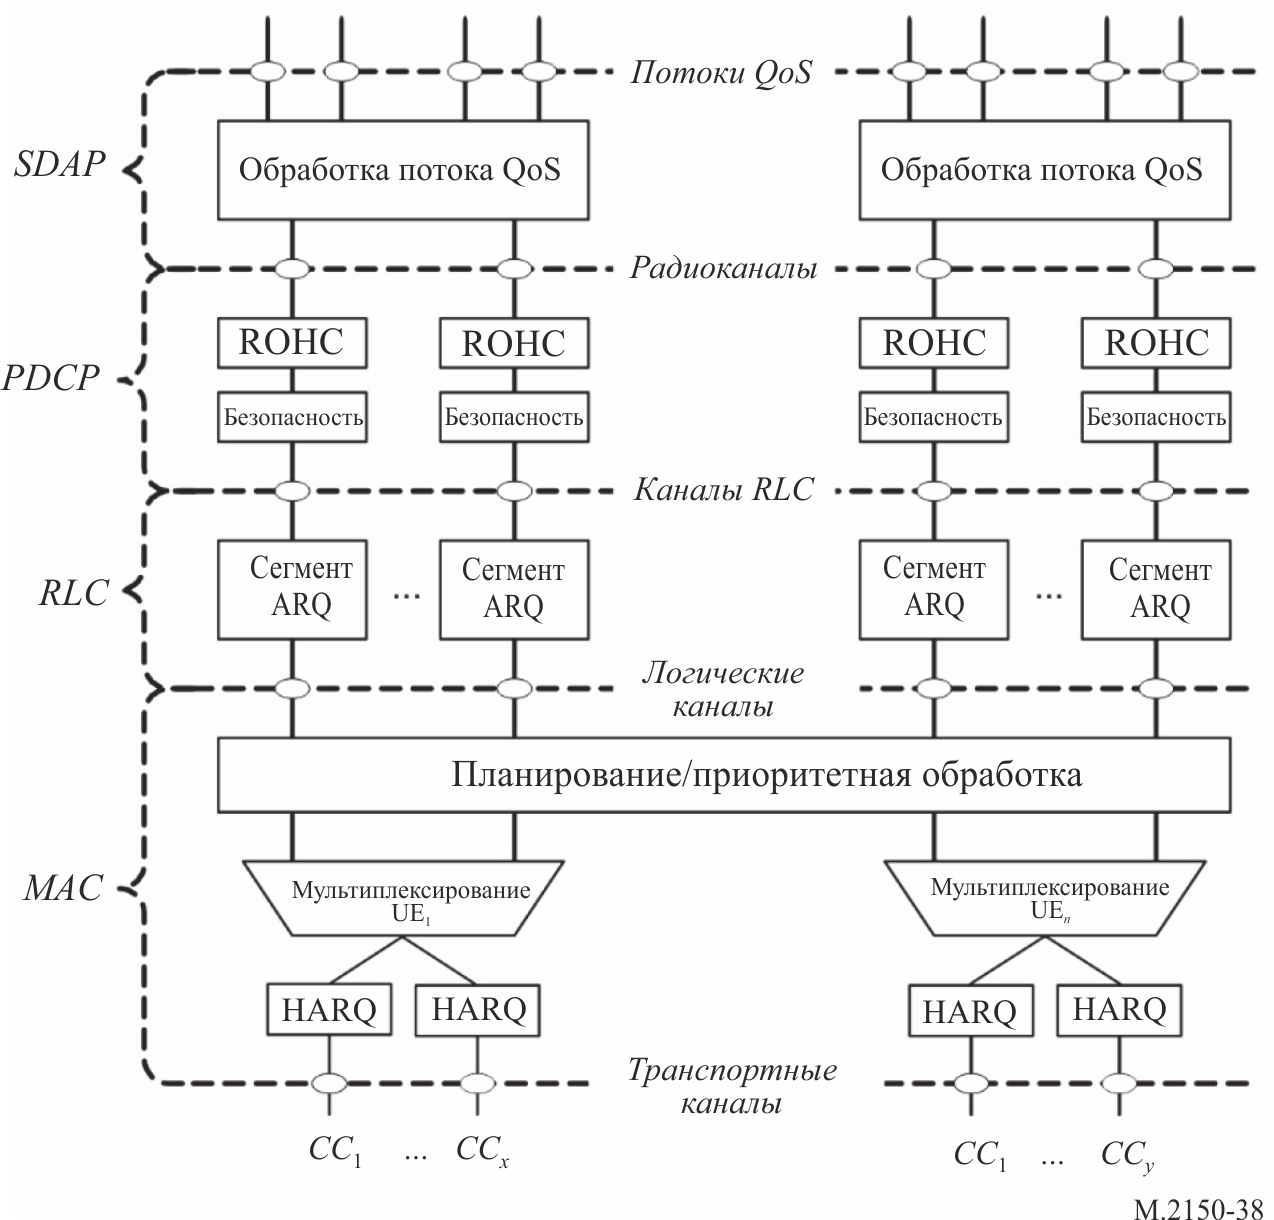 Потоки QoS
SDAP
Обработка потока QoS
Обработка потока QoS
Радиоканалы
ROHC
ROHC
ROHC
ROHC
PDCP
Безопасность
Безопасность
Безопасность
Безопасность
Каналы RLC
RLC
Сегмент
ARQ
...
Сегмент
ARQ
Сегмент
ARQ
...
Сегмент
ARQ
Логические
каналы
Планирование/приоритетная обработка
MAC
Мультиплексирование
UE1
Мультиплексирование
UEn
HARQ
HARQ
HARQ
HARQ
Транспортные
каналы
CC1 ... CCx
CC1 ... CCy
M.2150-38